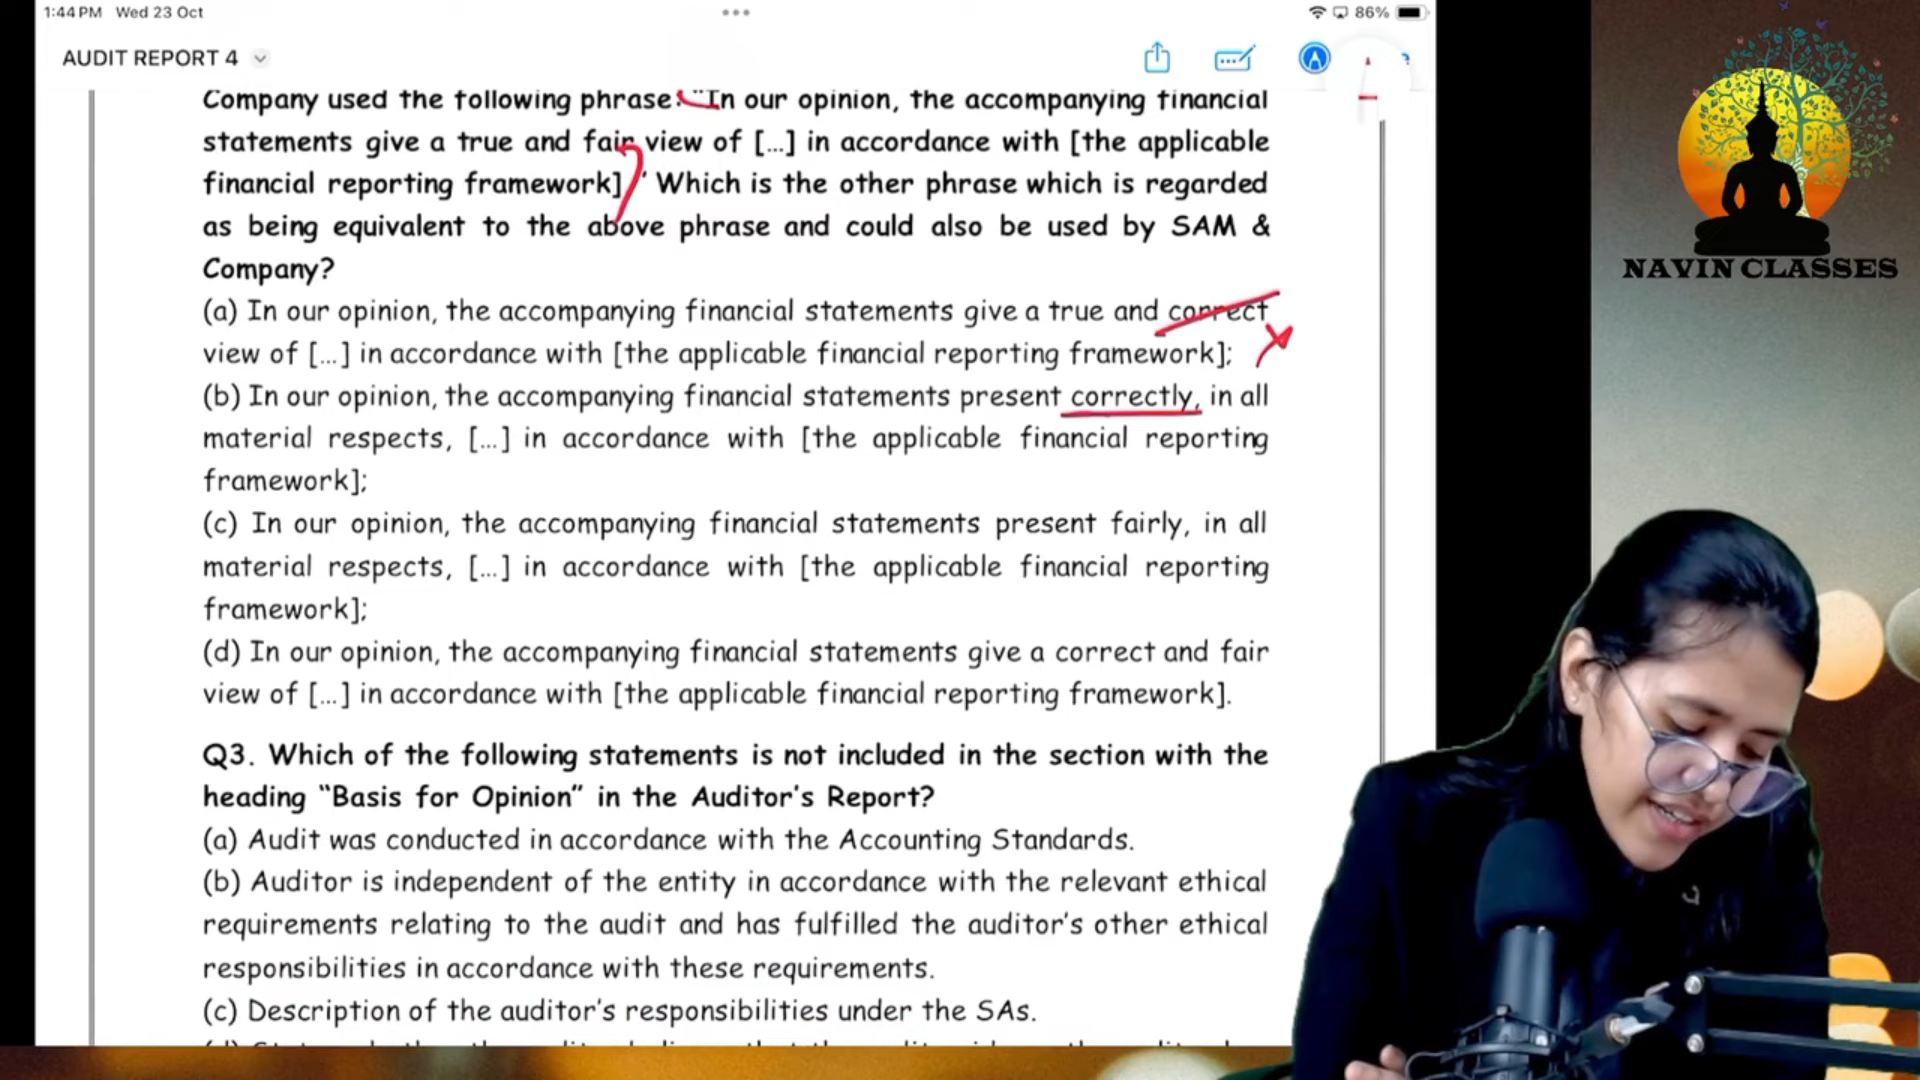 1:44 PM Wed 23 Oct
86%
AUDIT REPORT 4
Company used the following phrase: "In our opinion, the accompanying financial
statements give a true and fair view of [...] in accordance with [the applicable
financial reporting framework]." Which is the other phrase which is regarded
as being equivalent to the above phrase and could also be used by SAM &
Company?
(a) In our opinion, the accompanying financial statements give a true and correct
view of [...] in accordance with [the applicable financial reporting framework];
(b) In our opinion, the accompanying financial statements present correctly, in all
material respects, [...] in accordance with [the applicable financial reporting
framework];
(c) In our opinion, the accompanying financial statements present fairly, in all
material respects, [...] in accordance with [the applicable financial reporting
framework];
(d) In our opinion, the accompanying financial statements give a correct and fair
view of [...] in accordance with [the applicable financial reporting framework].
Q3. Which of the following statements is not included in the section with the
heading “Basis for Opinion” in the Auditor’s Report?
(a) Audit was conducted in accordance with the Accounting Standards.
(b) Auditor is independent of the entity in accordance with the relevant ethical
requirements relating to the audit and has fulfilled the auditor’s other ethical
responsibilities in accordance with these requirements.
(c) Description of the auditor’s responsibilities under the SAs.
NAVIN CLASSES